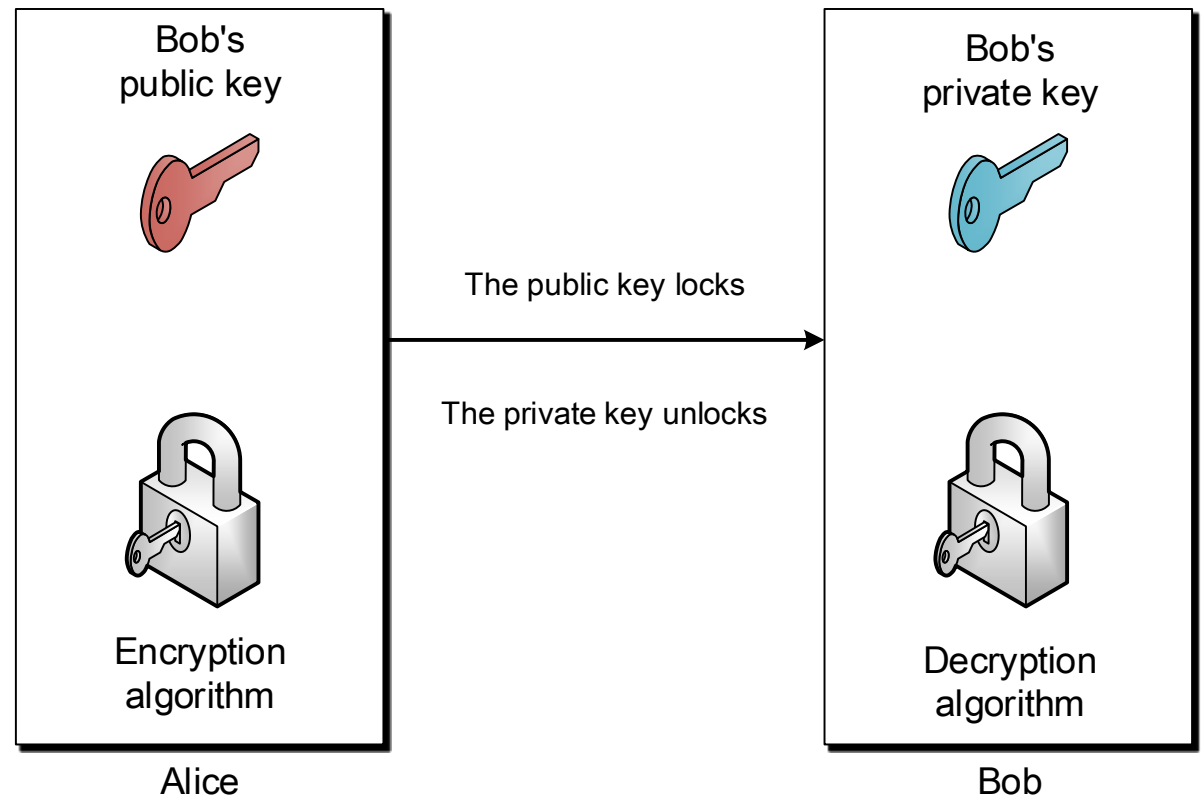 Bob's
public key
Bob's
private key
The public key locks
The private key unlocks
Encryption
algorithm
Decryption
algorithm
Alice
Bob